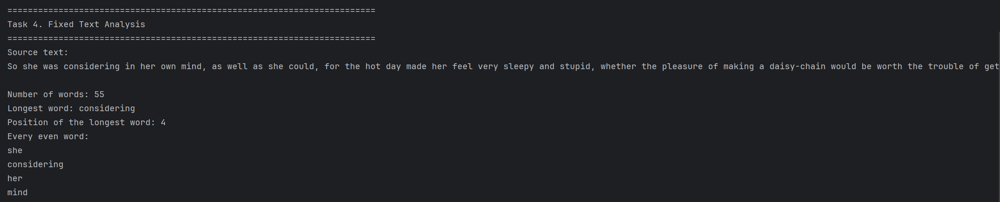 ========================================================================
Task 4. Fixed Text Analysis
========================================================================
Source text:
So she was considering in her own mind, as well as she could, for the hot day made her feel very sleepy and stupid, whether the pleasure of making a daisy-chain would be worth the trouble of get
Number of words: 55
Longest word: considering
Position of the longest word: 4
Every even word:
she
considering
her
mind